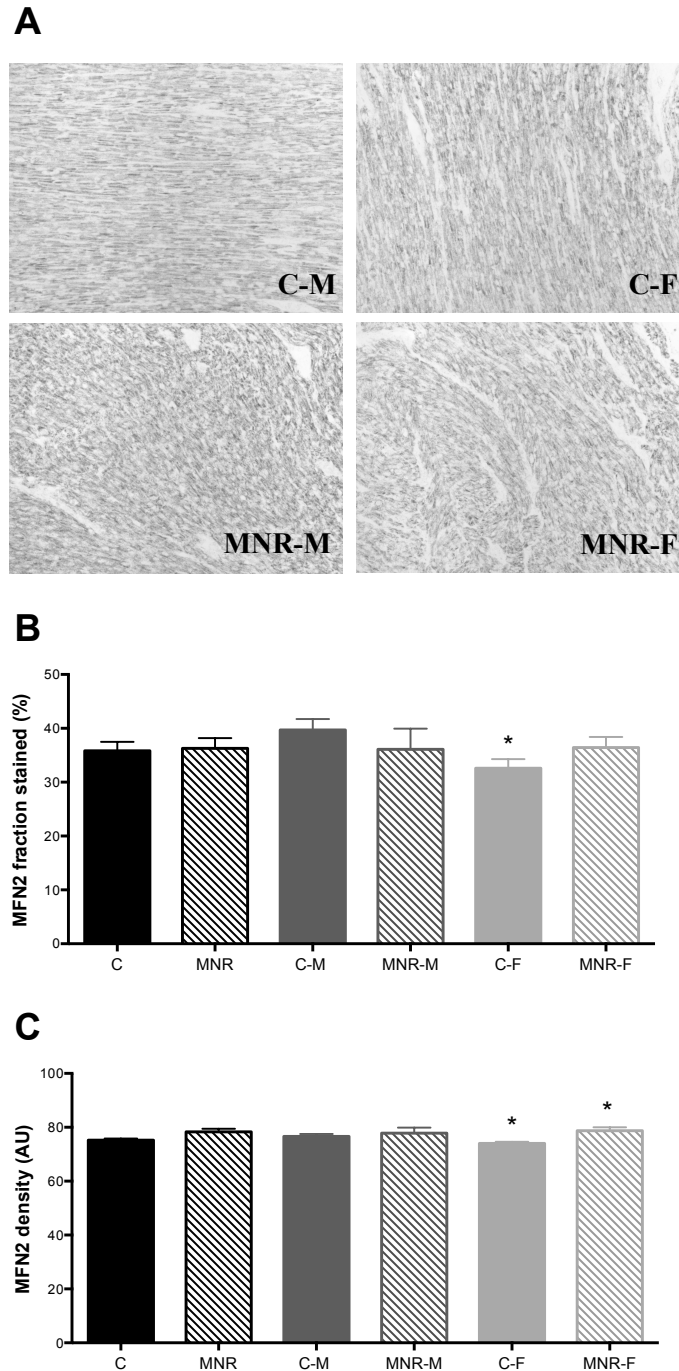 A
C-M
C-F
MNR-M
MNR-F
B
MFN2 fraction stained (%)
50
40
30
20
10
0
*
C
MNR
C-M
MNR-M
C-F
MNR-F
C
MFN2 density (AU)
100
80
60
40
20
0
*
*
C
MNR
C-M
MNR-M
C-F
MNR-F